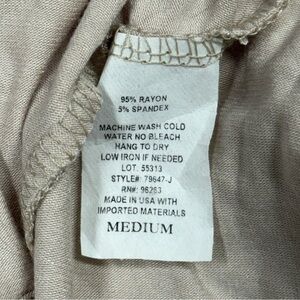 95% RAYON
5% SPANDEX
MACHINE WASH COLD
WATER NO BLEACH
HANG TO DRY
LOW IRON IF NEEDED
LOT. 55313
STYLE#: 79647-J
RN#: 96263
MADE IN USA WITH
IMPORTED MATERIALS
MEDIUM